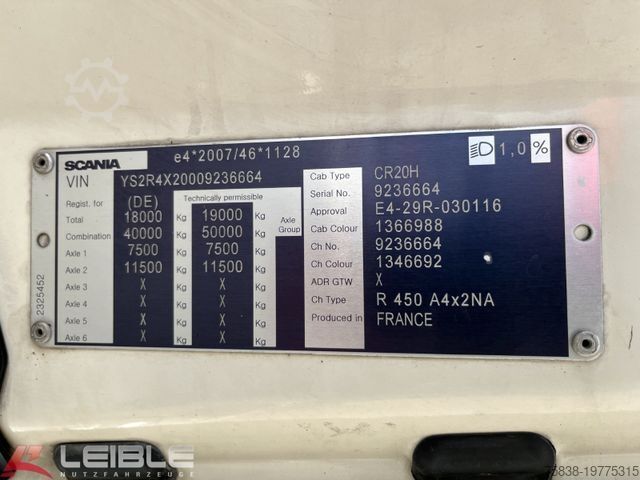 e4*2007/46*1128
1,0%
SCANIA
VIN YS2R4X20009236664
Regist. for (DE) Technically permissible
Total 18000 Kg 19000 Kg
Combination 40000 Kg 50000 Kg
Axle Group
Axle 1 7500 Kg 7500 Kg
Axle 2 11500 Kg 11500 Kg
Axle 3 X Kg X Kg
Axle 4 X Kg X Kg
Axle 5 X Kg X Kg
Axle 6 X Kg X Kg
Cab Type CR20H
Serial No. 9236664
Approval E4-29R-030116
Cab Colour 1366988
Ch No. 9236664
Ch Colour 1346692
ADR GTW X
Ch Type R 450 A4x2NA
Produced in FRANCE
2325452
LEIBLE
NUTZFAHRZEUGE
75838-19775315